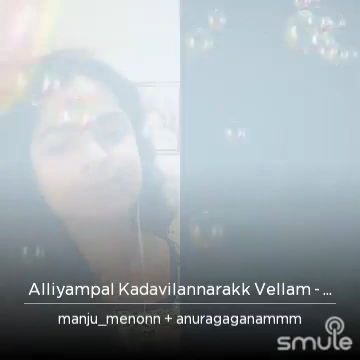 Alliyampal Kadavilannarakk Vellam - ...
manju_menonn + anuragaganammm
smule